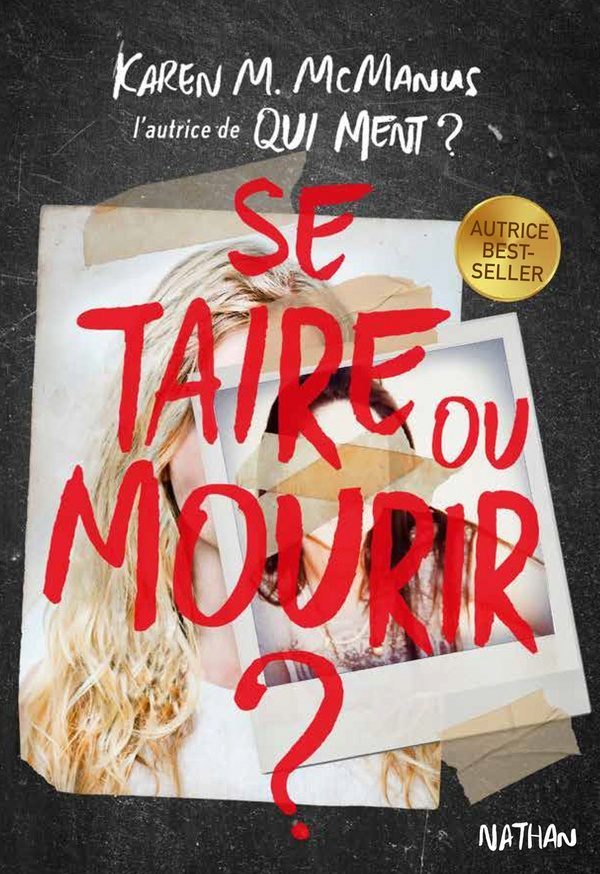 KAREN M. MCMANUS
l'autrice de QUI MENT ?
SE
TAIRE
OU
MOURIR
?
AUTRICE
BEST-
SELLER
NATHAN